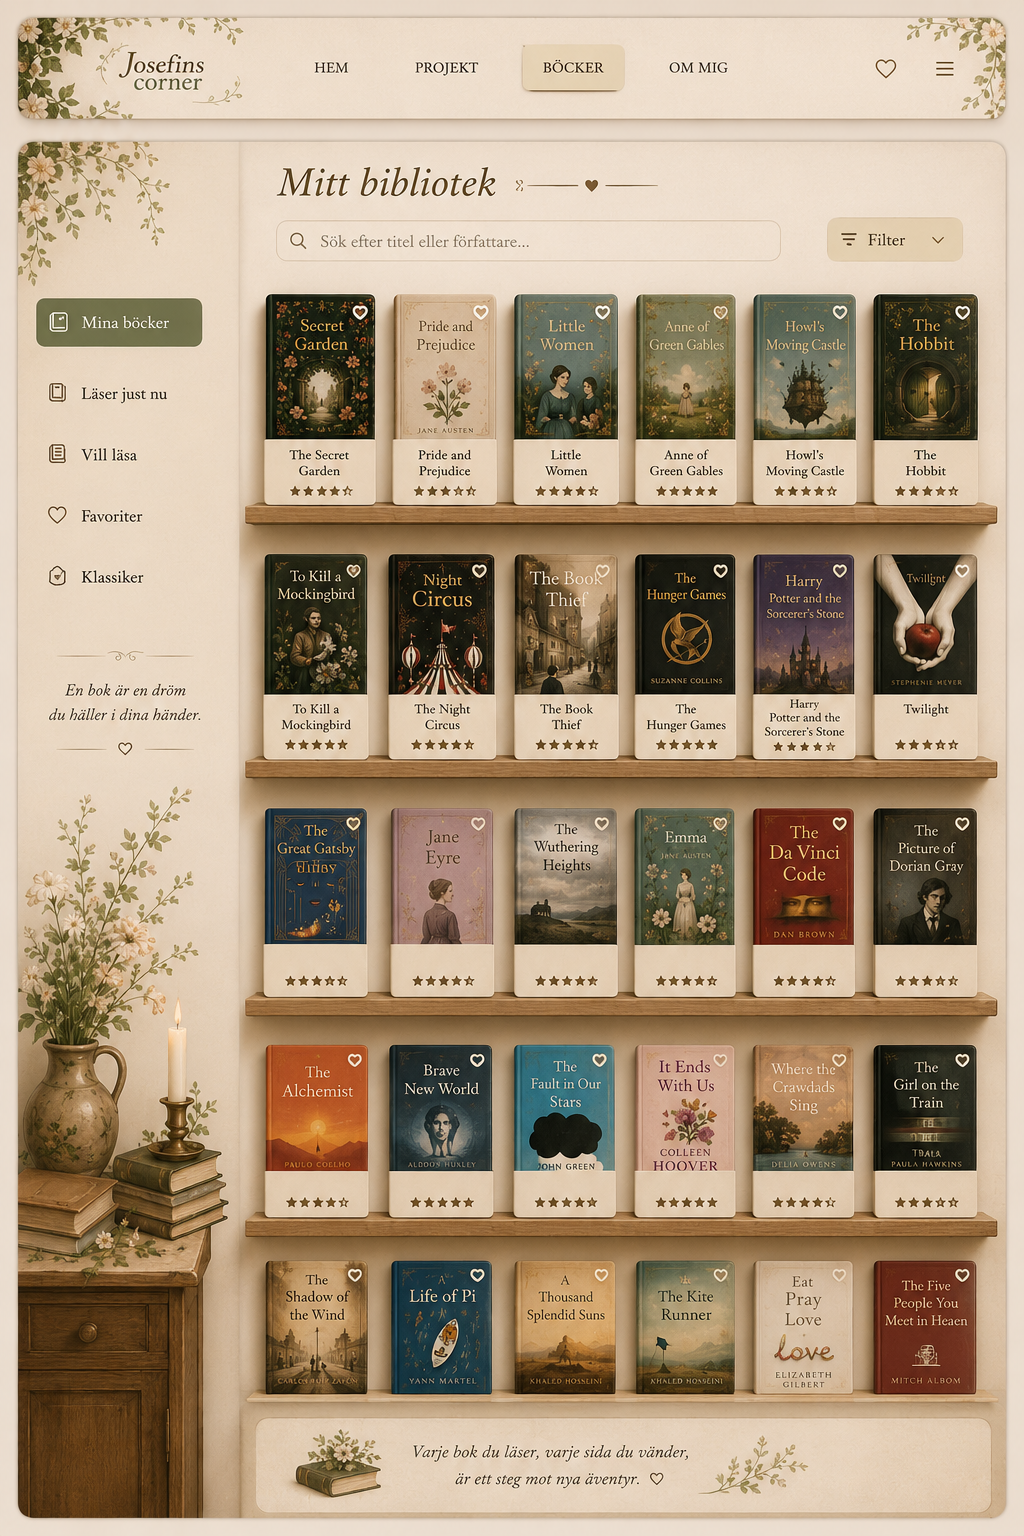 Josefins
corner
HEM
PROJEKT
BÖCKER
OM MIG
Mitt bibliotek
Sök efter titel eller författare...
Filter
Mina böcker
Läser just nu
Vill läsa
Favoriter
Klassiker
En bok är en dröm
du håller i dina händer.
Secret
Garden
Pride and
Prejudice
JANE AUSTEN
Little
Women
Anne of
Green Gables
Howl's
Moving Castle
The
Hobbit
The Secret
Garden
Pride and
Prejudice
Little
Women
Anne of
Green Gables
Howl's
Moving Castle
The
Hobbit
To Kill a
Mockingbird
Night
Circus
The Book
Thief
The
Hunger Games
SUZANNE COLLINS
Harry
Potter and the
Sorcerer's Stone
Twilight
STEPHENIE MEYER
To Kill a
Mockingbird
The Night
Circus
The Book
Thief
The
Hunger Games
Harry
Potter and the
Sorcerer's Stone
Twilight
The
Great Gatsby
Jane
Eyre
The
Wuthering
Heights
Emma
JANE AUSTEN
The
Da Vinci
Code
DAN BROWN
The
Picture of
Dorian Gray
The
Alchemist
PAULO COELHO
Brave
New World
ALDOUS HUXLEY
The
Fault in Our
Stars
JOHN GREEN
It Ends
With Us
COLLEEN
HOOVER
Where the
Crawdads
Sing
DELIA OWENS
The
Girl on the
Train
PAULA HAWKINS
The
Shadow of
the Wind
A
Life of Pi
YANN MARTEL
A
Thousand
Splendid Suns
KHALED HOSSEINI
The Kite
Runner
KHALED HOSSEINI
Eat
Pray
Love
love
ELIZABETH
GILBERT
The Five
People You
Meet in Heaen
MITCH ALBOM
Varje bok du läser, varje sida du vänder,
är ett steg mot nya äventyr.